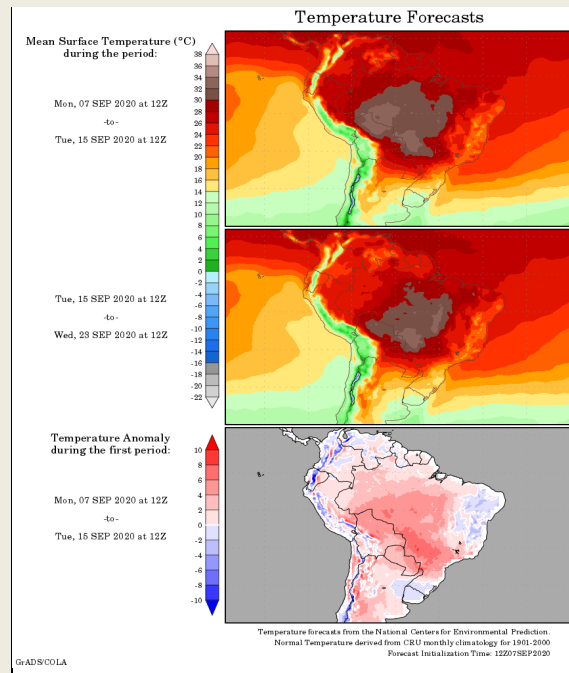 Temperature Forecasts
Mean Surface Temperature (°C)
during the period:
Mon, 07 SEP 2020 at 12Z
-to-
Tue, 15 SEP 2020 at 12Z
38
36
34
32
30
28
26
24
22
20
18
16
14
12
10
8
6
4
2
0
-2
-4
-6
-8
-10
-12
-14
-16
-18
-20
-22
Tue, 15 SEP 2020 at 12Z
-to-
Wed, 23 SEP 2020 at 12Z
Temperature Anomaly
during the first period:
Mon, 07 SEP 2020 at 12Z
-to-
Tue, 15 SEP 2020 at 12Z
10
8
6
4
2
0
-2
-4
-6
-8
-10
Temperature forecasts from the National Centers for Environmental Prediction.
Normal Temperature derived from CRU monthly climatology for 1901-2000
Forecast Initialization Time: 12Z07SEP2020
GrADS/COLA